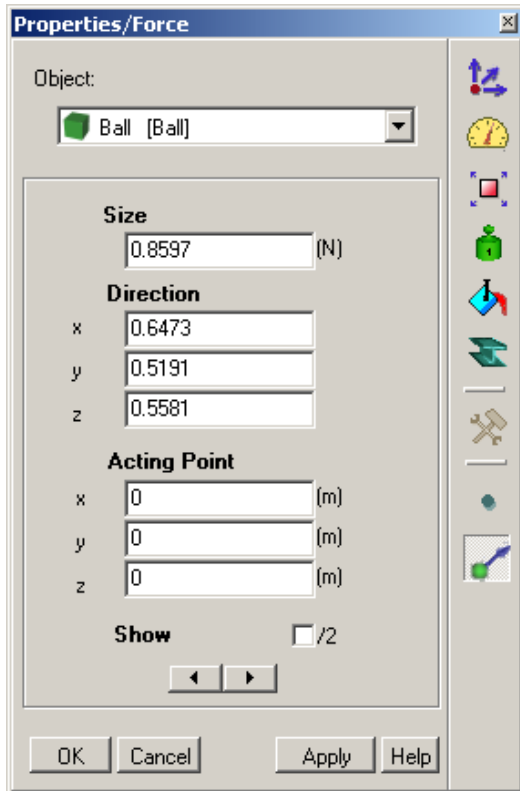 Properties/Force
Object:
Ball [Ball]
Size
0.8597 (N)
Direction
x 0.6473
y 0.5191
z 0.5581
Acting Point
x 0 (m)
y 0 (m)
z 0 (m)
Show /2
OK Cancel Apply Help
1